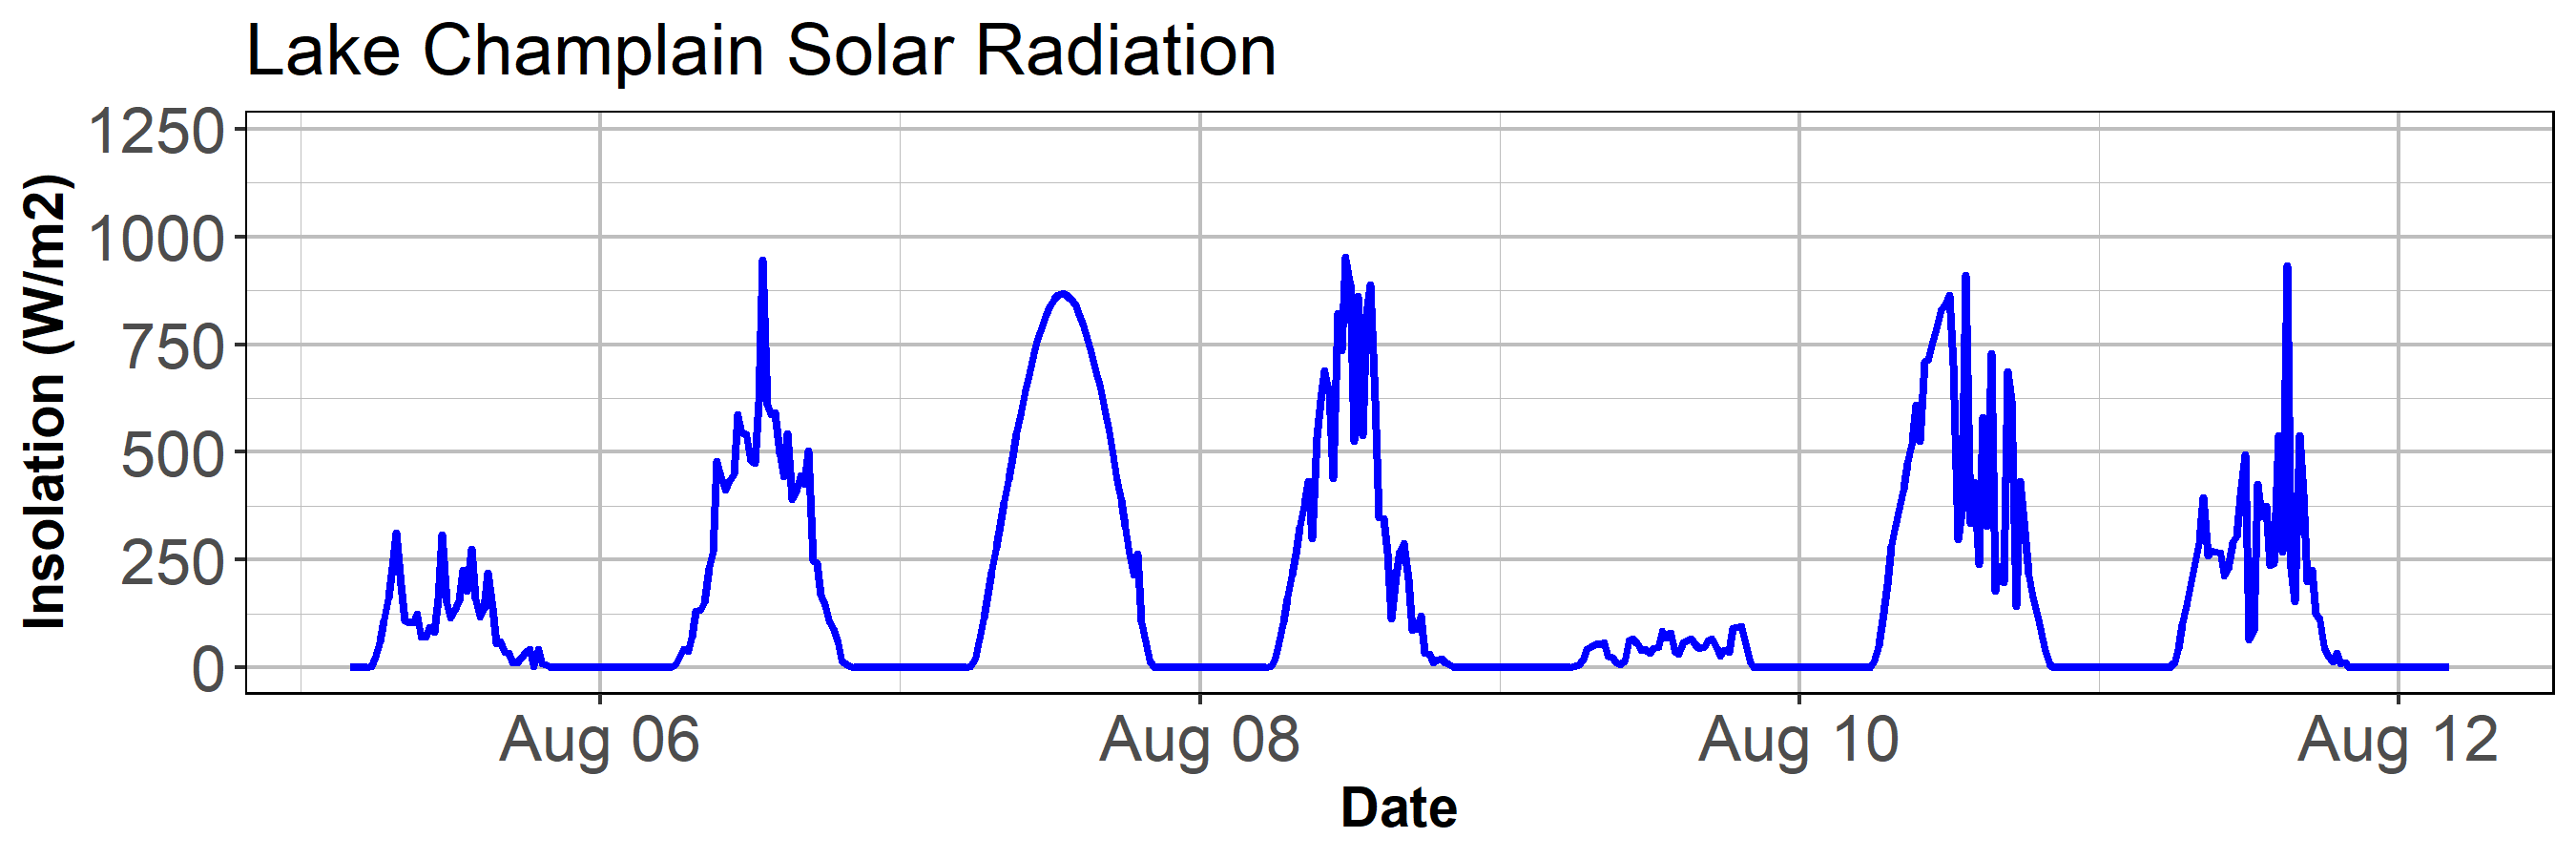 Lake Champlain Solar Radiation
1250
1000
750
500
250
0
Insolation (W/m2)
Aug 06
Aug 08
Aug 10
Aug 12
Date